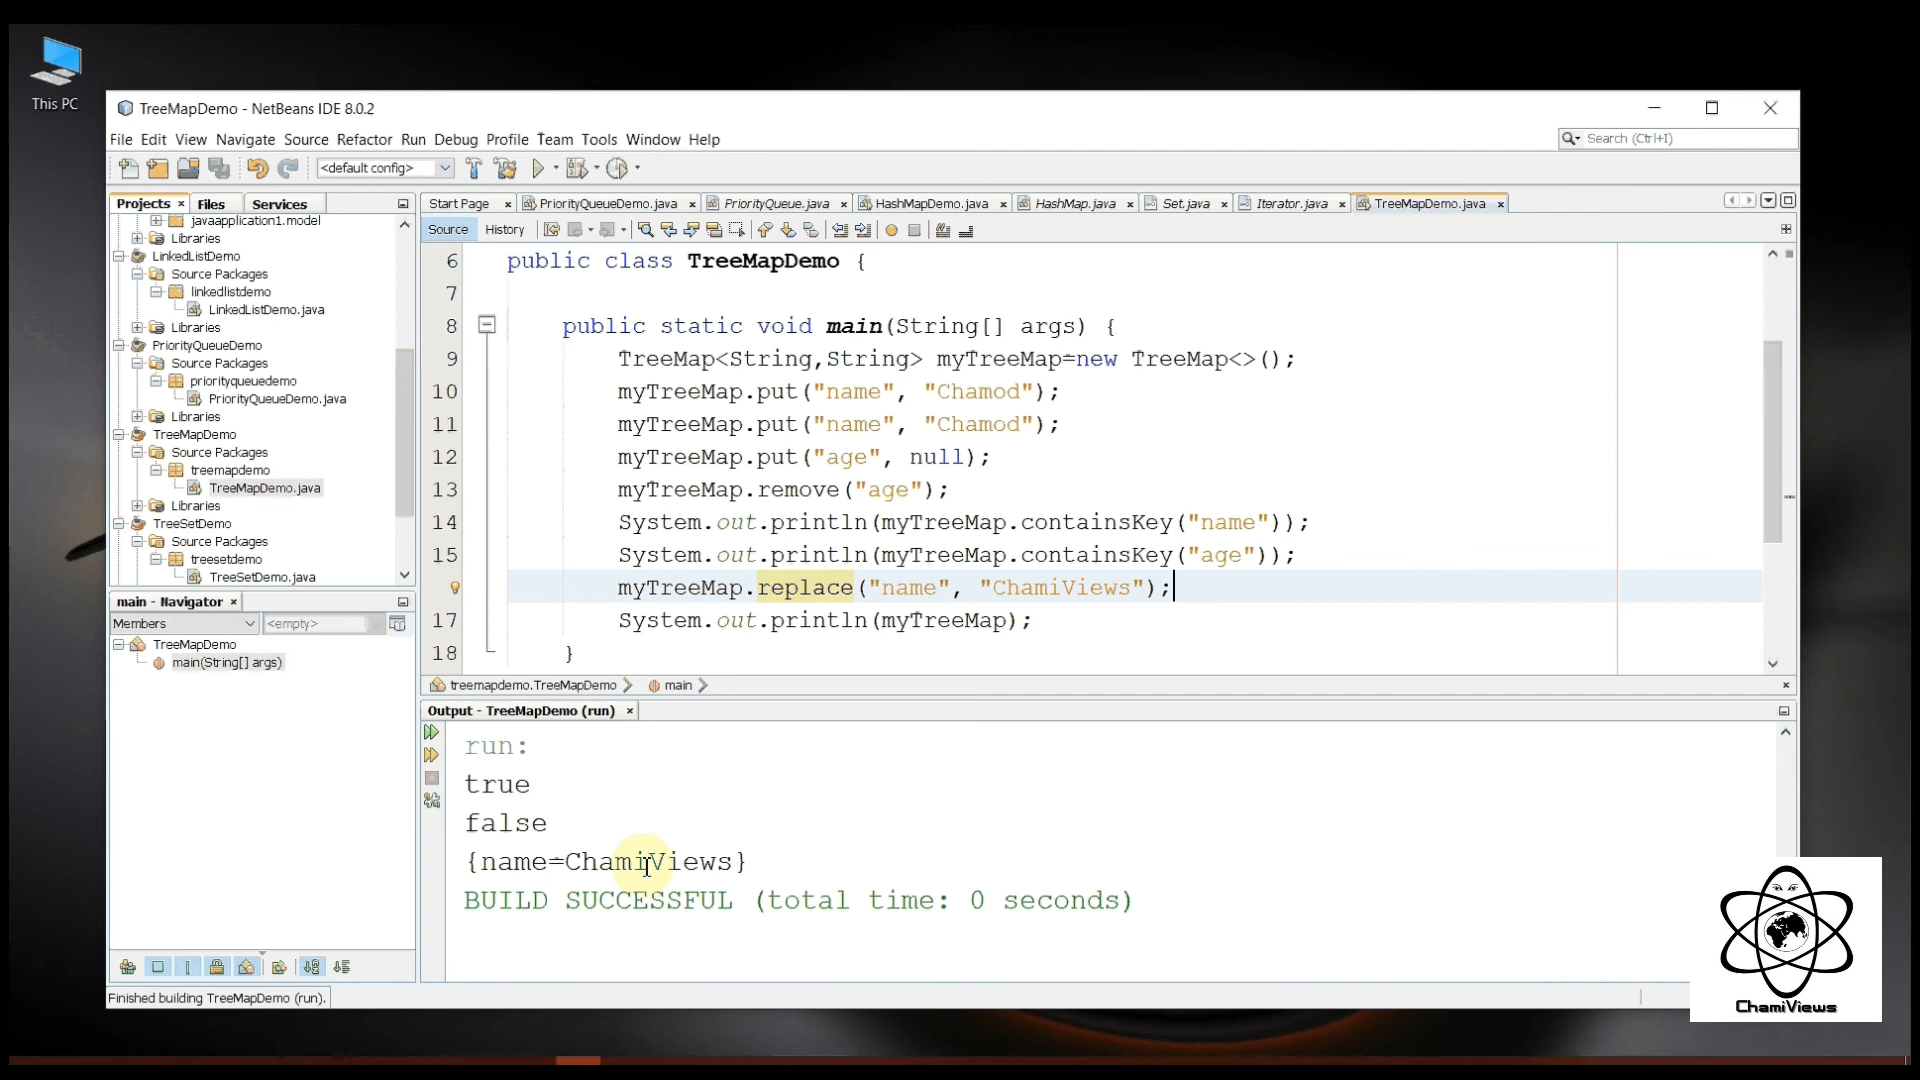 This PC
TreeMapDemo - NetBeans IDE 8.0.2
File Edit View Navigate Source Refactor Run Debug Profile Team Tools Window Help
Search (Ctrl+I)
<default config>
Projects Files Services
Start Page PriorityQueueDemo.java PriorityQueue.java HashMapDemo.java HashMap.java Set.java Iterator.java TreeMapDemo.java
Source History
javaapplication1.model
Libraries
LinkedListDemo
Source Packages
linkedlistdemo
LinkedListDemo.java
Libraries
PriorityQueueDemo
Source Packages
priorityqueuedemo
PriorityQueueDemo.java
Libraries
TreeMapDemo
Source Packages
treemapdemo
TreeMapDemo.java
Libraries
TreeSetDemo
Source Packages
treesetdemo
TreeSetDemo.java
6 public class TreeMapDemo {
7
8 public static void main(String[] args) {
9 TreeMap<String,String> myTreeMap=new TreeMap<>();
10 myTreeMap.put("name", "Chamod");
11 myTreeMap.put("name", "Chamod");
12 myTreeMap.put("age", null);
13 myTreeMap.remove("age");
14 System.out.println(myTreeMap.containsKey("name"));
15 System.out.println(myTreeMap.containsKey("age"));
myTreeMap.replace("name", "ChamiViews");
17 System.out.println(myTreeMap);
18 }
treemapdemo.TreeMapDemo main
main - Navigator
Members <empty>
TreeMapDemo
main(String[] args)
Output - TreeMapDemo (run)
run:
true
false
{name=ChamiViews}
BUILD SUCCESSFUL (total time: 0 seconds)
Finished building TreeMapDemo (run).
ChamiViews